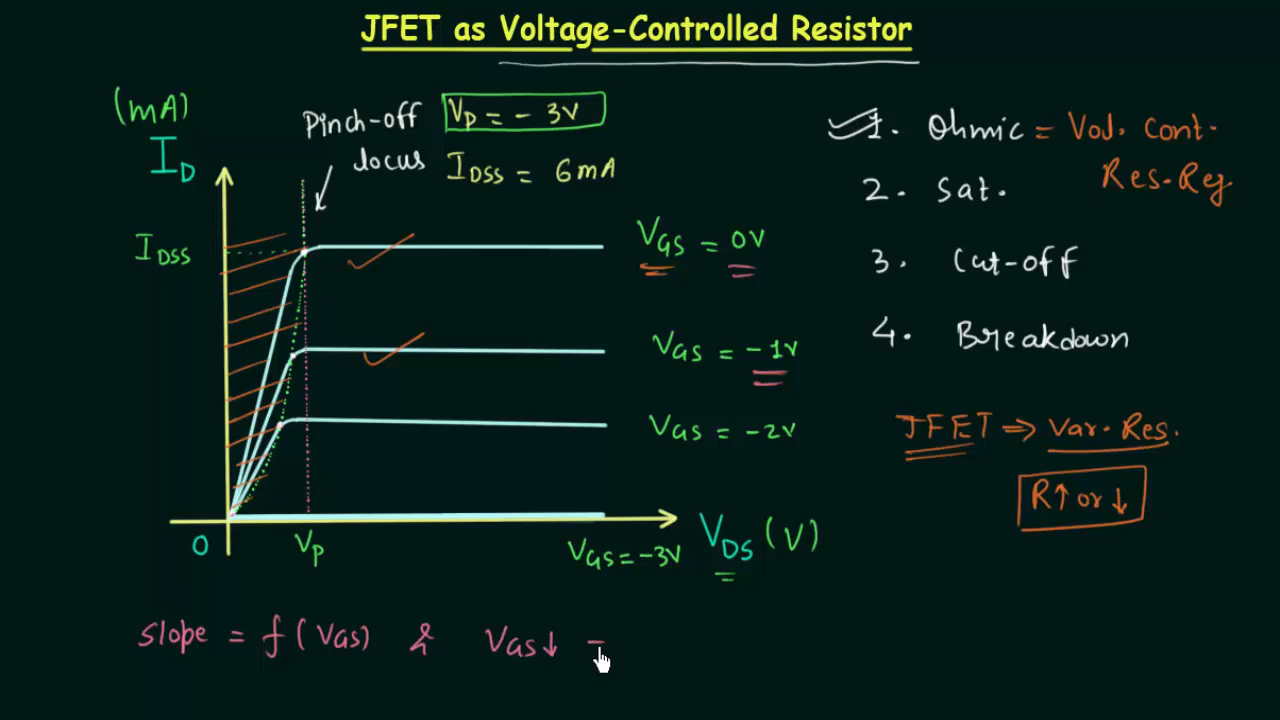 JFET as Voltage-Controlled Resistor
(mA)
ID
Pinch-off
locus
VP = - 3V
IDSS = 6mA
IDSS
VGS = 0V
VGS = -1V
VGS = -2V
0
Vp
VGS = -3V
VDS (V)
slope = f(VGS) & VGS↓ -
1. Ohmic = Vol. Cont.
Res. Reg.
2. Sat.
3. Cut-off
4. Breakdown
JFET ⇒ Var. Res.
R↑ or ↓